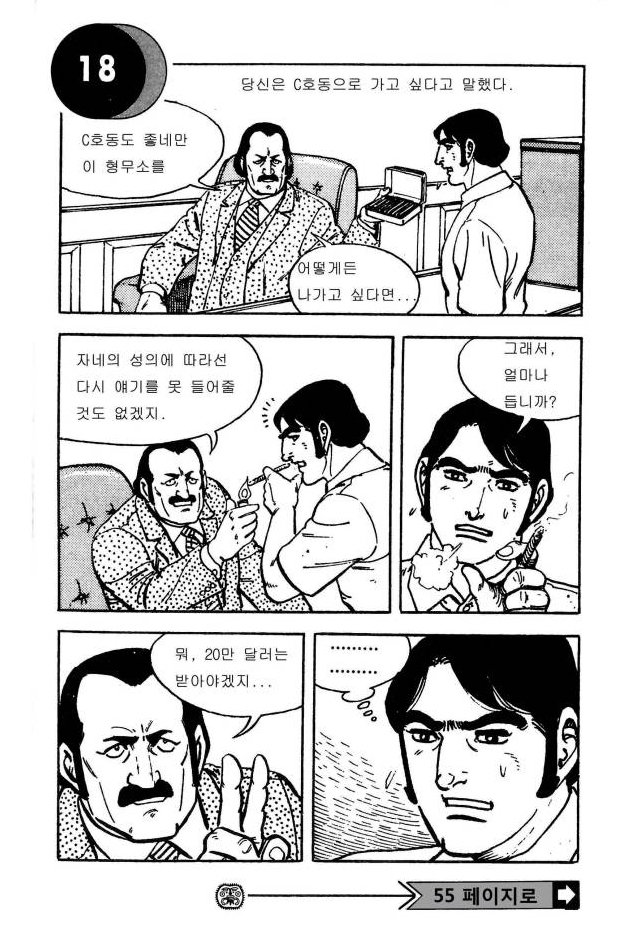 18
당신은 C호동으로 가고 싶다고 말했다.
C호동도 좋네만
이 형무소를
어떻게든
나가고 싶다면...
자네의 성의에 따라선
다시 얘기를 못 들어줄
것도 없겠지.
그래서,
얼마나
듭니까?
뭐, 20만 달러는
받아야겠지...
.........
.........
55 페이지로